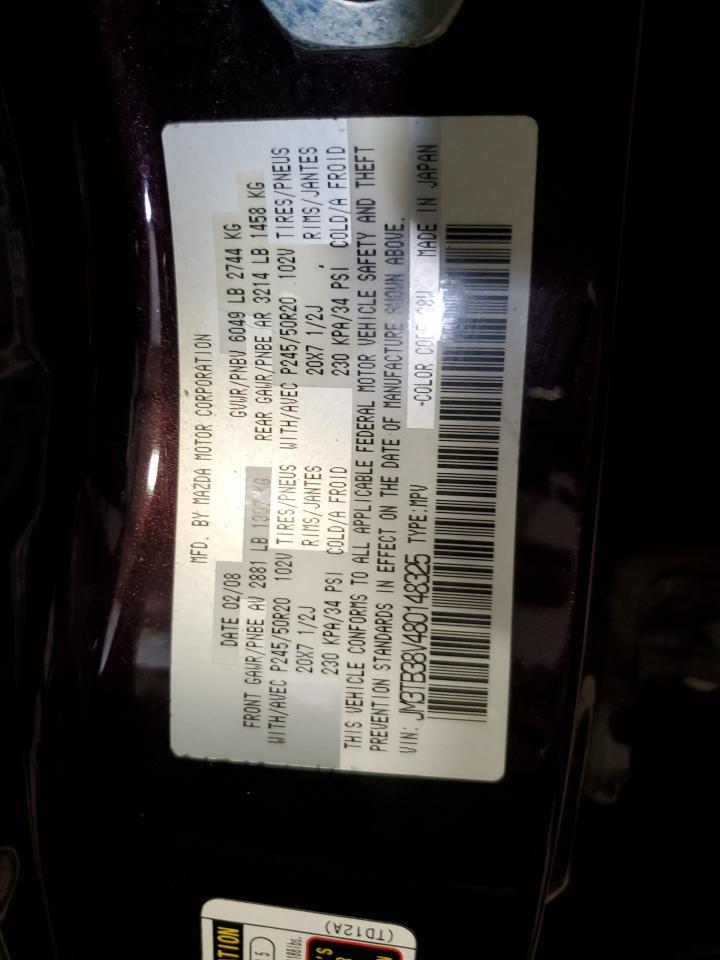 MFD. BY MAZDA MOTOR CORPORATION
DATE 02/08 GVWR/PNBV 6049 LB 2744 KG
FRONT GAWR/PNBE AV 2881 LB 1307 KG REAR GAWR/PNBE AR 3214 LB 1458 KG
WITH/AVEC P245/50R20 102V TIRES/PNEUS WITH/AVEC P245/50R20 102V TIRES/PNEUS
20X7 1/2J RIMS/JANTES 20X7 1/2J RIMS/JANTES
230 KPA/34 PSI COLD/A FROID 230 KPA/34 PSI COLD/A FROID
THIS VEHICLE CONFORMS TO ALL APPLICABLE FEDERAL MOTOR VEHICLE SAFETY AND THEFT
PREVENTION STANDARDS IN EFFECT ON THE DATE OF MANUFACTURE SHOWN ABOVE.
VIN: JM3TB38V480148325 TYPE:MPV -COLOR CODE MADE IN JAPAN
(TD12A)